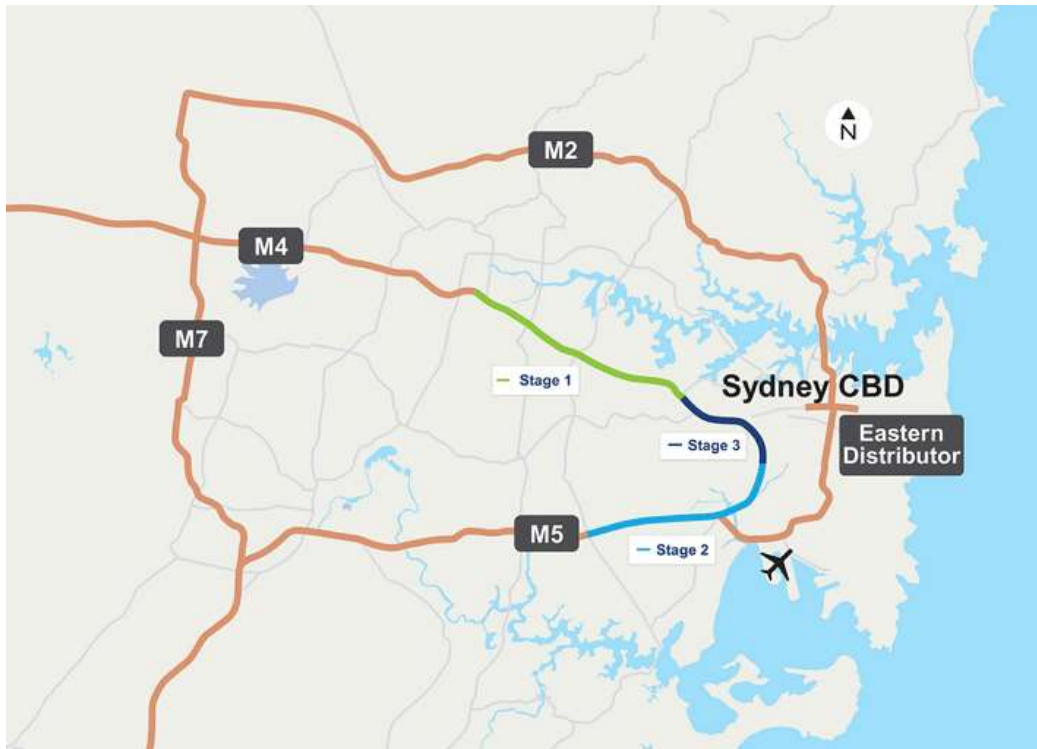 N
M2
M4
M7
Stage 1
Sydney CBD
Eastern
Distributor
Stage 3
M5
Stage 2